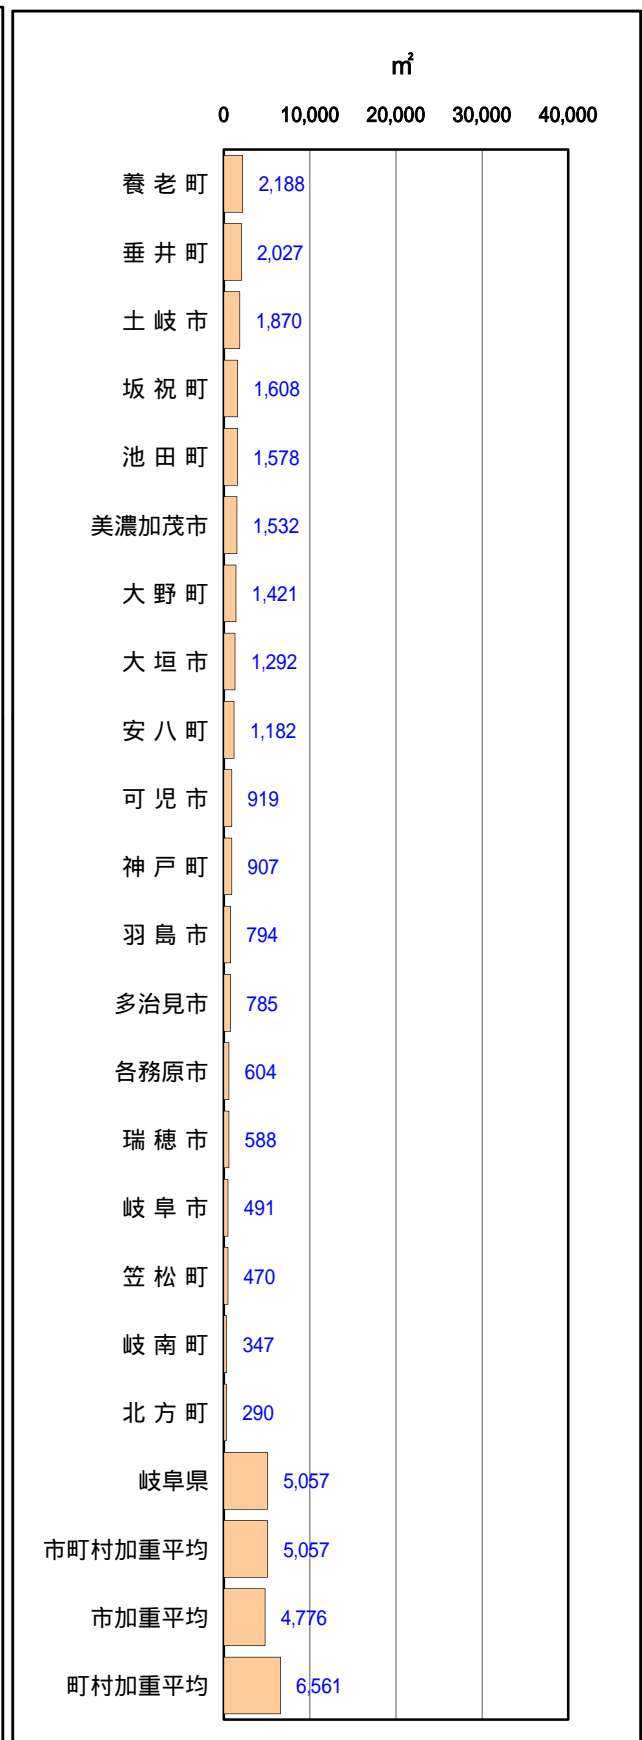 ㎡
0 10,000 20,000 30,000 40,000
養老町 2,188
垂井町 2,027
土岐市 1,870
坂祝町 1,608
池田町 1,578
美濃加茂市 1,532
大野町 1,421
大垣市 1,292
安八町 1,182
可児市 919
神戸町 907
羽島市 794
多治見市 785
各務原市 604
瑞穂市 588
岐阜市 491
笠松町 470
岐南町 347
北方町 290
岐阜県 5,057
市町村加重平均 5,057
市加重平均 4,776
町村加重平均 6,561